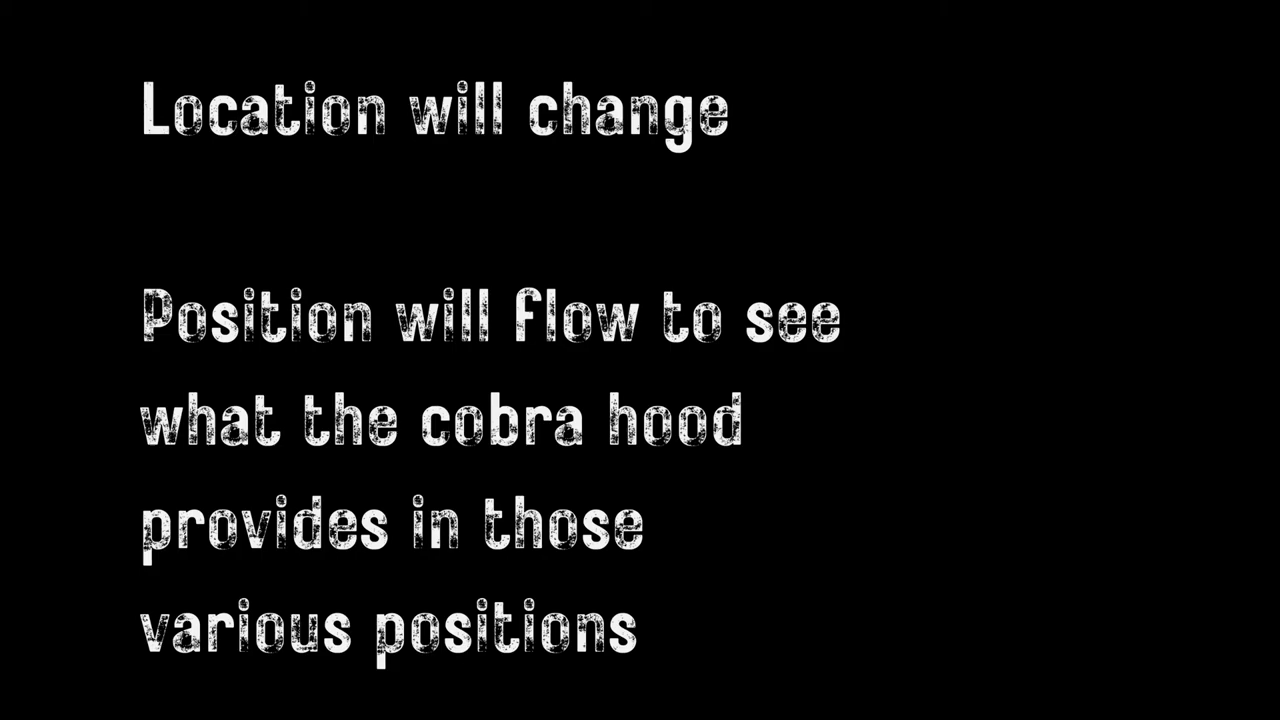 Location will change
Position will flow to see
what the cobra hood
provides in those
various positions